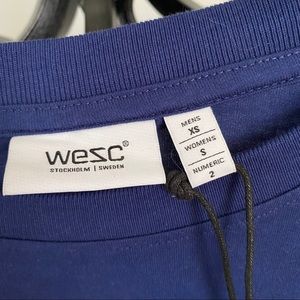 wesc®
STOCKHOLM | SWEDEN
MENS
XS
WOMENS
S
NUMERIC
2